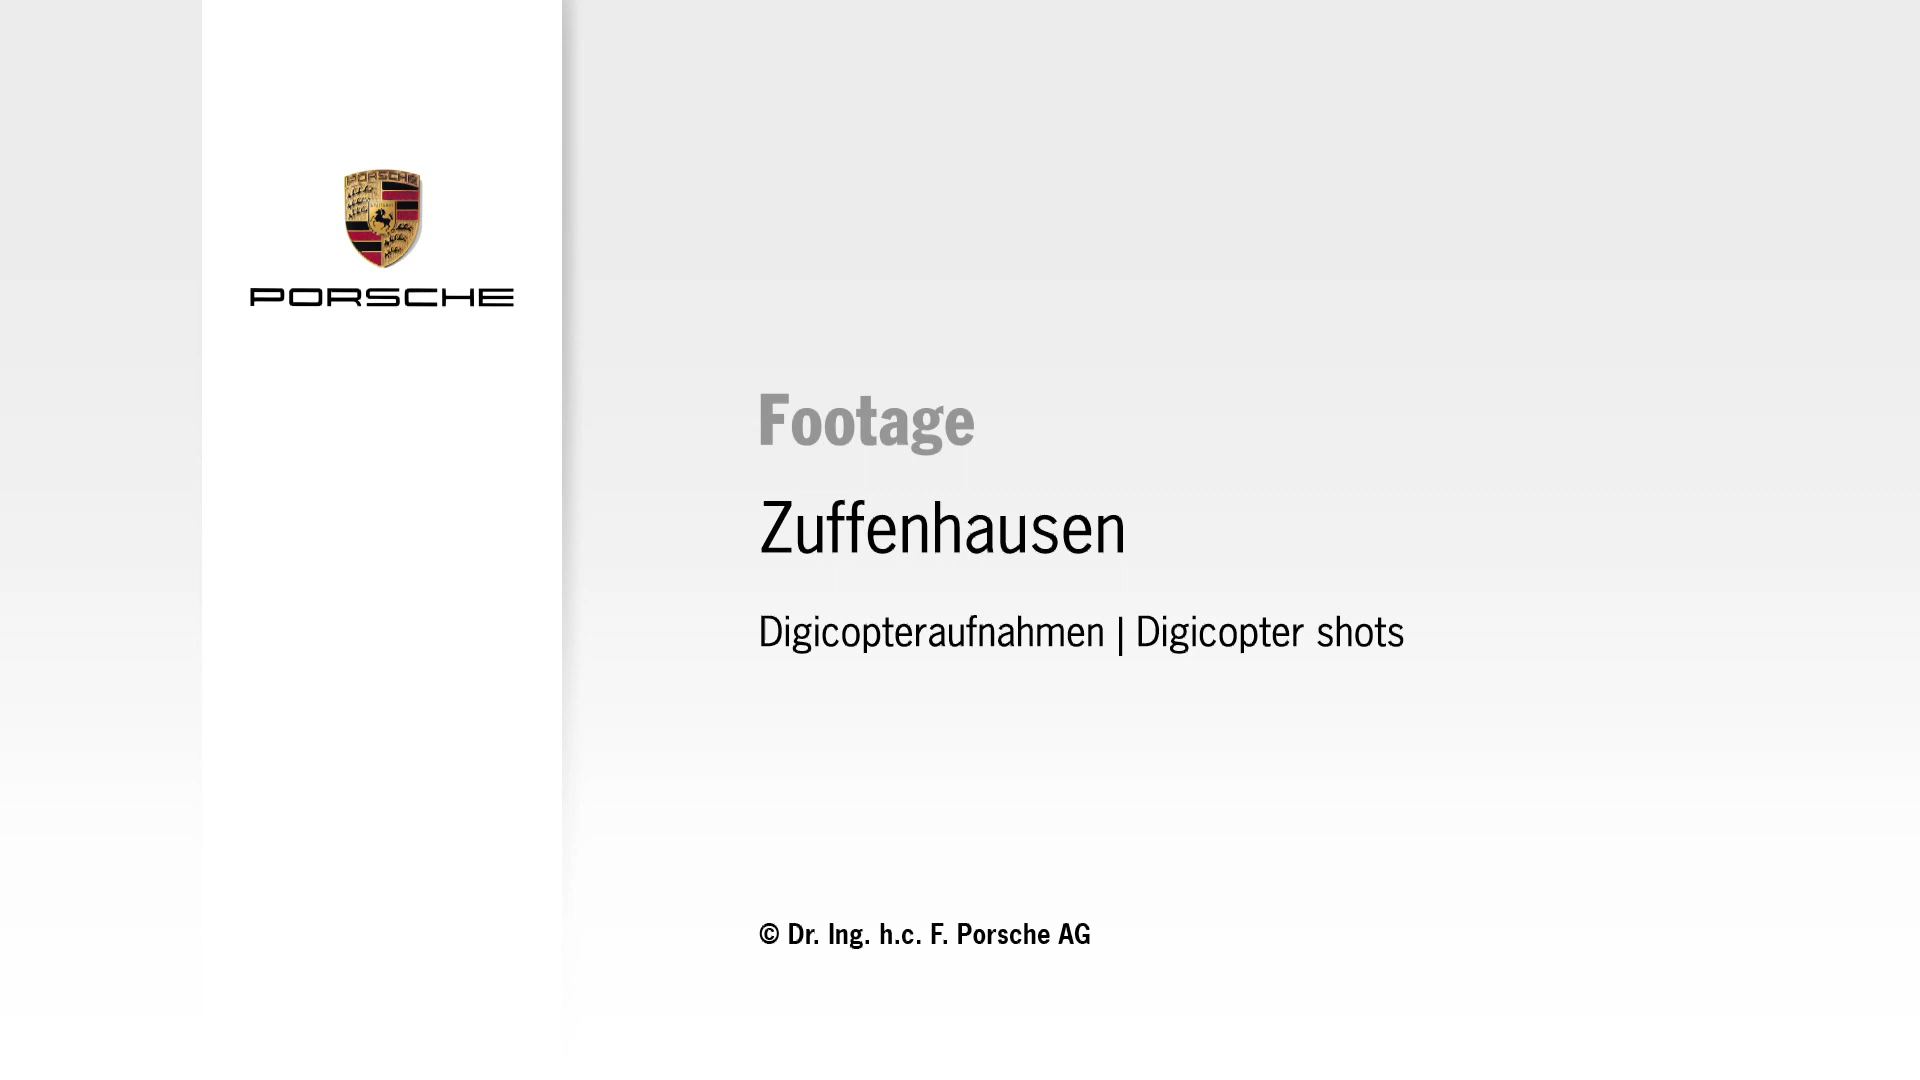 PORSCHE
PORSCHE
Footage
Zuffenhausen
Digicopteraufnahmen | Digicopter shots
© Dr. Ing. h.c. F. Porsche AG